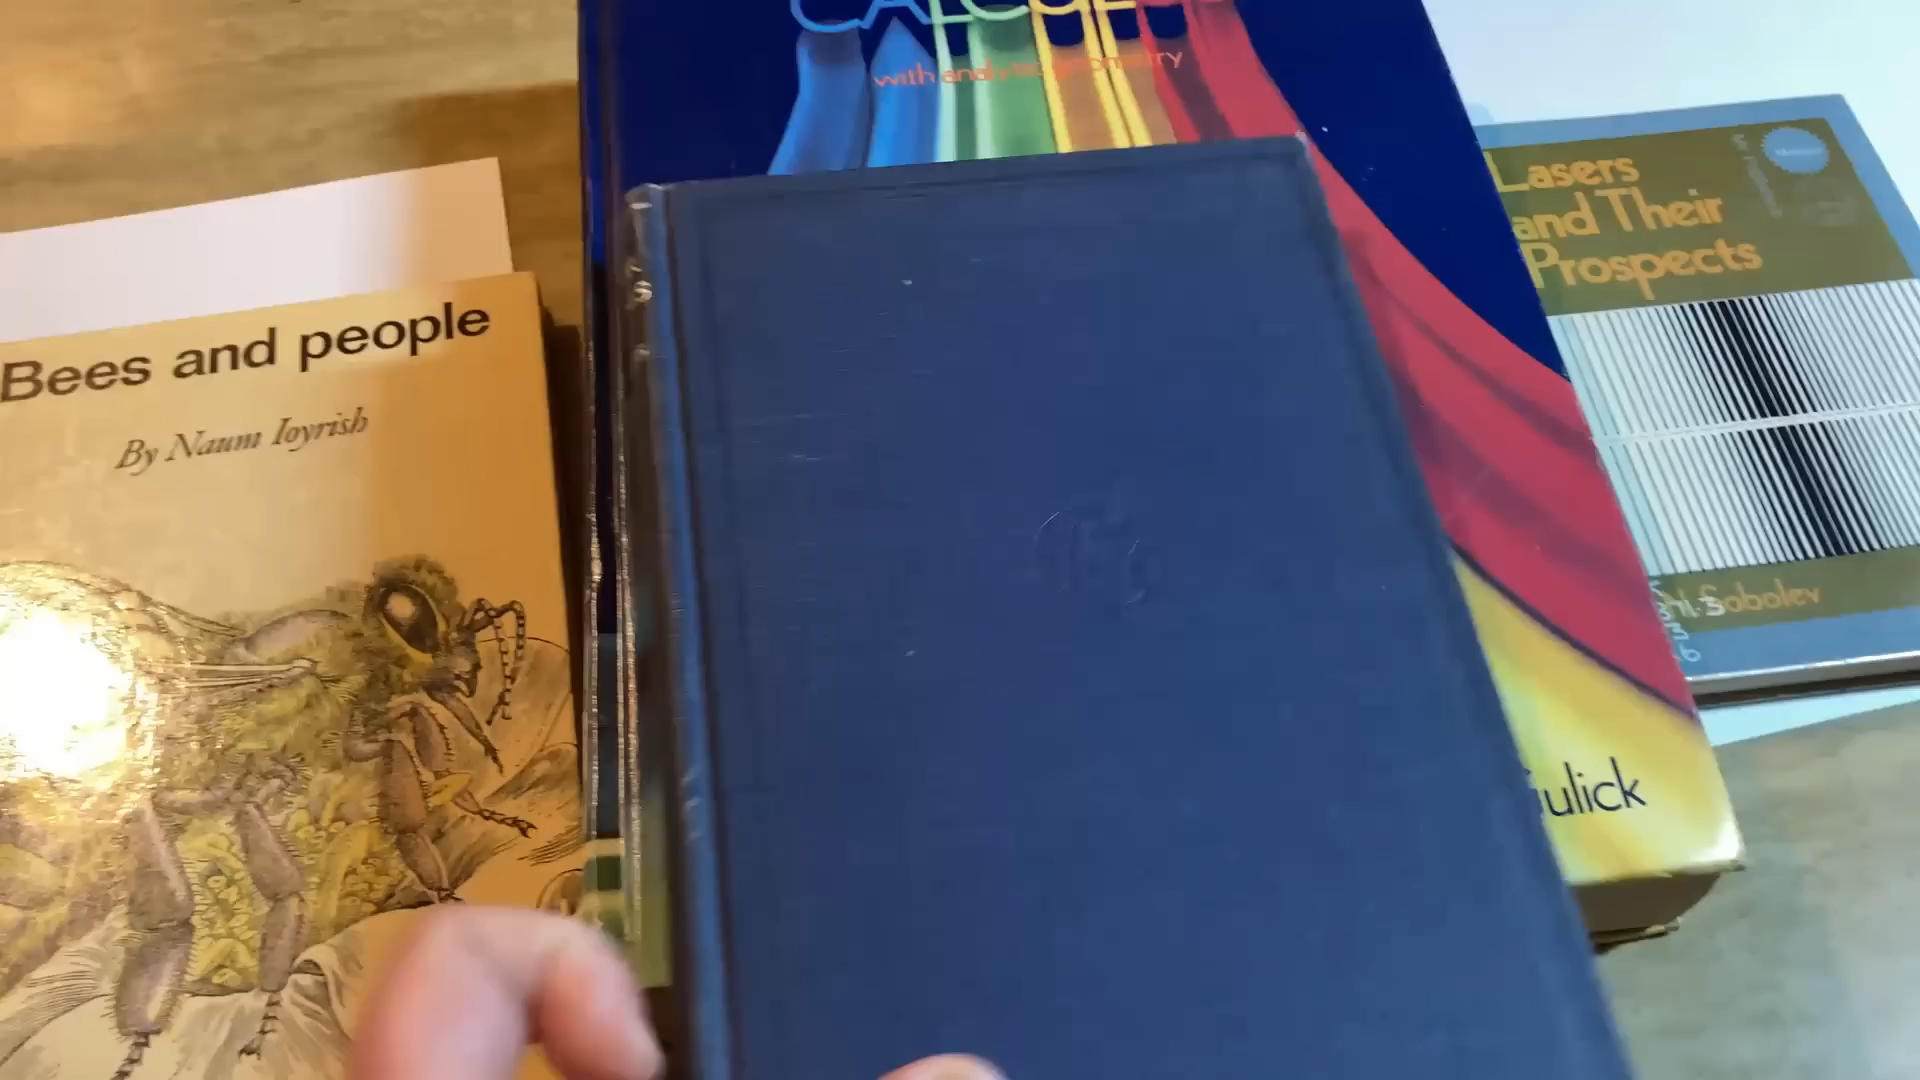 Bees and people
By Naum Ioyrish
with analytic geometry
ulick
Lasers
and Their
Prospects
Sobolev